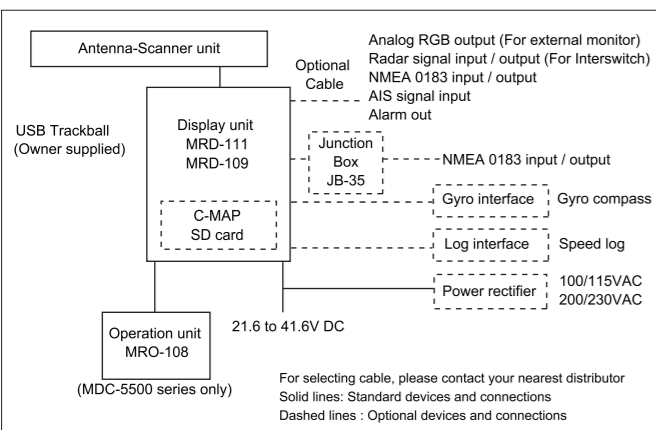 Antenna-Scanner unit
Optional
Cable
Analog RGB output (For external monitor)
Radar signal input / output (For Interswitch)
NMEA 0183 input / output
AIS signal input
Alarm out
USB Trackball
(Owner supplied)
Display unit
MRD-111
MRD-109
C-MAP
SD card
Junction
Box
JB-35
NMEA 0183 input / output
Gyro interface
Gyro compass
Log interface
Speed log
Power rectifier
100/115VAC
200/230VAC
21.6 to 41.6V DC
Operation unit
MRO-108
(MDC-5500 series only)
For selecting cable, please contact your nearest distributor
Solid lines: Standard devices and connections
Dashed lines : Optional devices and connections